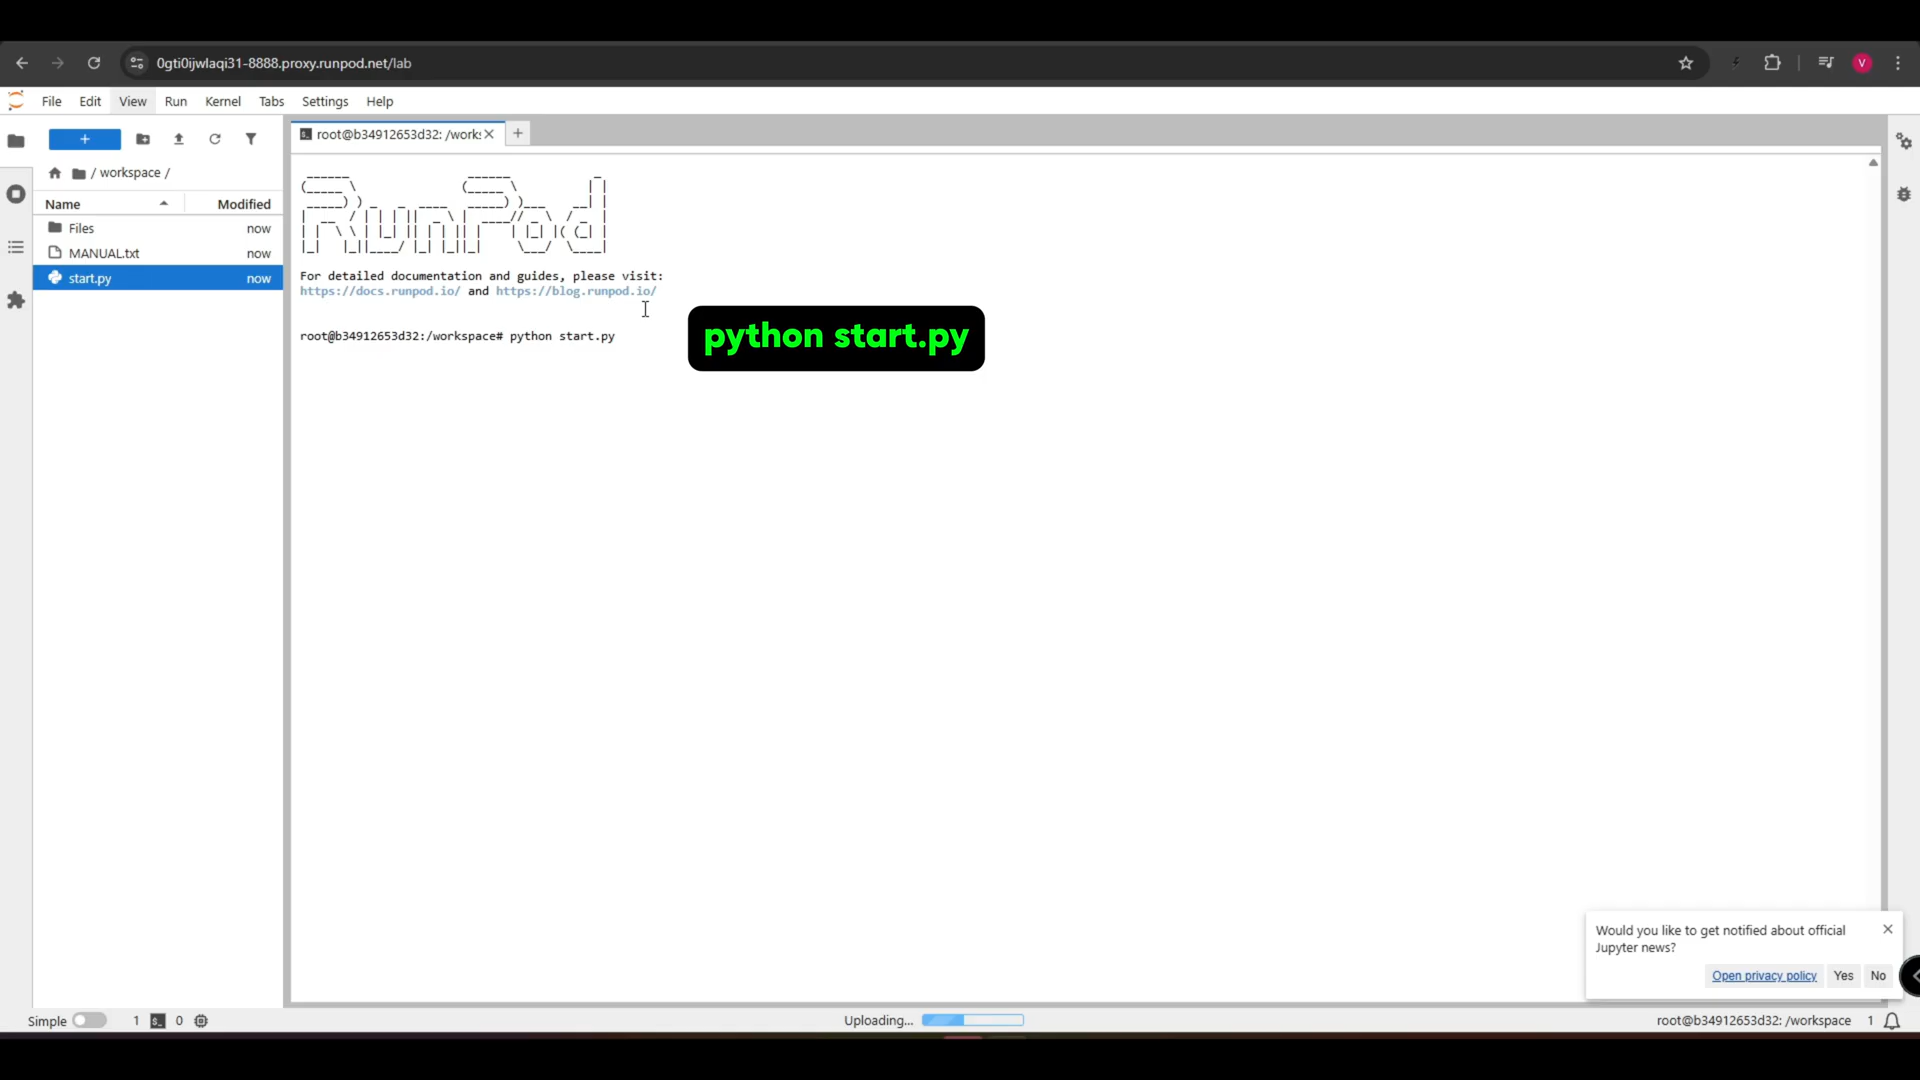 0gti0ijwlaqi31-8888.proxy.runpod.net/lab
V
File Edit View Run Kernel Tabs Settings Help
root@b34912653d32: /work
/ workspace /
Name Modified
Files now
MANUAL.txt now
start.py now
RunPod
For detailed documentation and guides, please visit:
https://docs.runpod.io/ and https://blog.runpod.io/
root@b34912653d32:/workspace# python start.py
python start.py
Would you like to get notified about official
Jupyter news?
Open privacy policy Yes No
Simple 1 0 Uploading... root@b34912653d32: /workspace 1